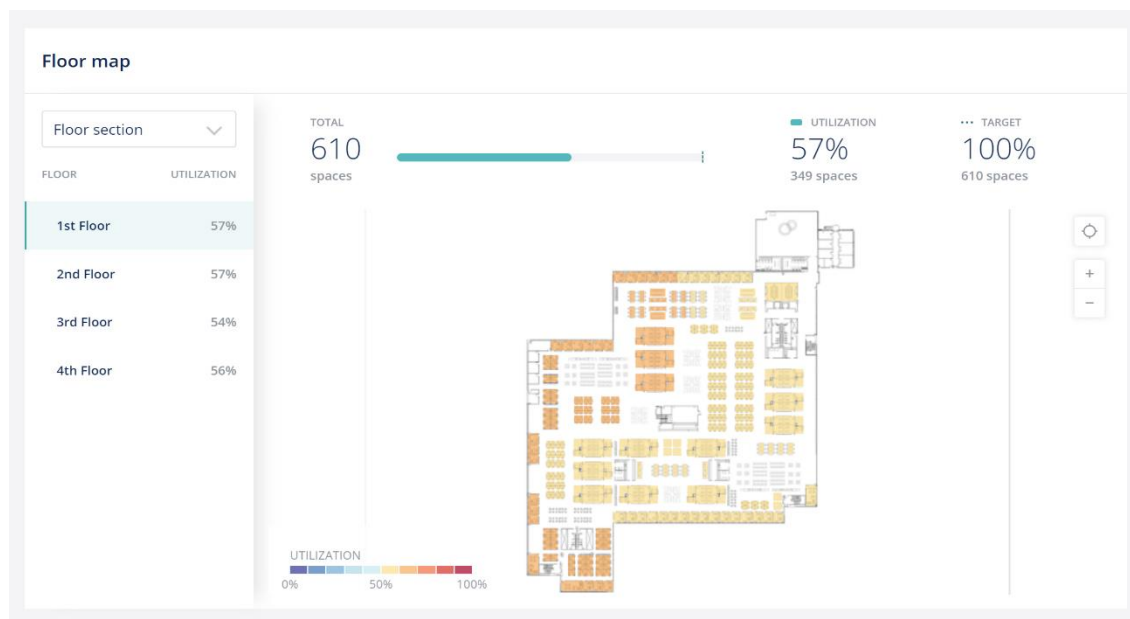 Floor map
Floor section
FLOOR UTILIZATION
1st Floor 57%
2nd Floor 57%
3rd Floor 54%
4th Floor 56%
TOTAL
610
spaces
UTILIZATION
57%
349 spaces
TARGET
100%
610 spaces
+
−
UTILIZATION
0% 50% 100%